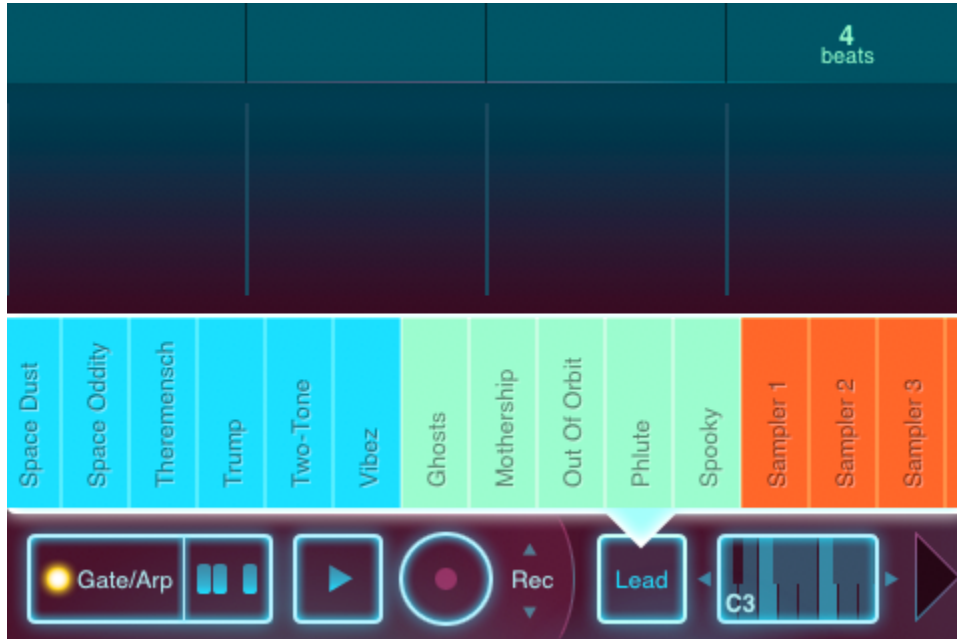 4
beats
Space Dust
Space Oddity
Theremensch
Trump
Two-Tone
Vibez
Ghosts
Mothership
Out Of Orbit
Phlute
Spooky
Sampler 1
Sampler 2
Sampler 3
Gate/Arp
Rec
Lead
C3